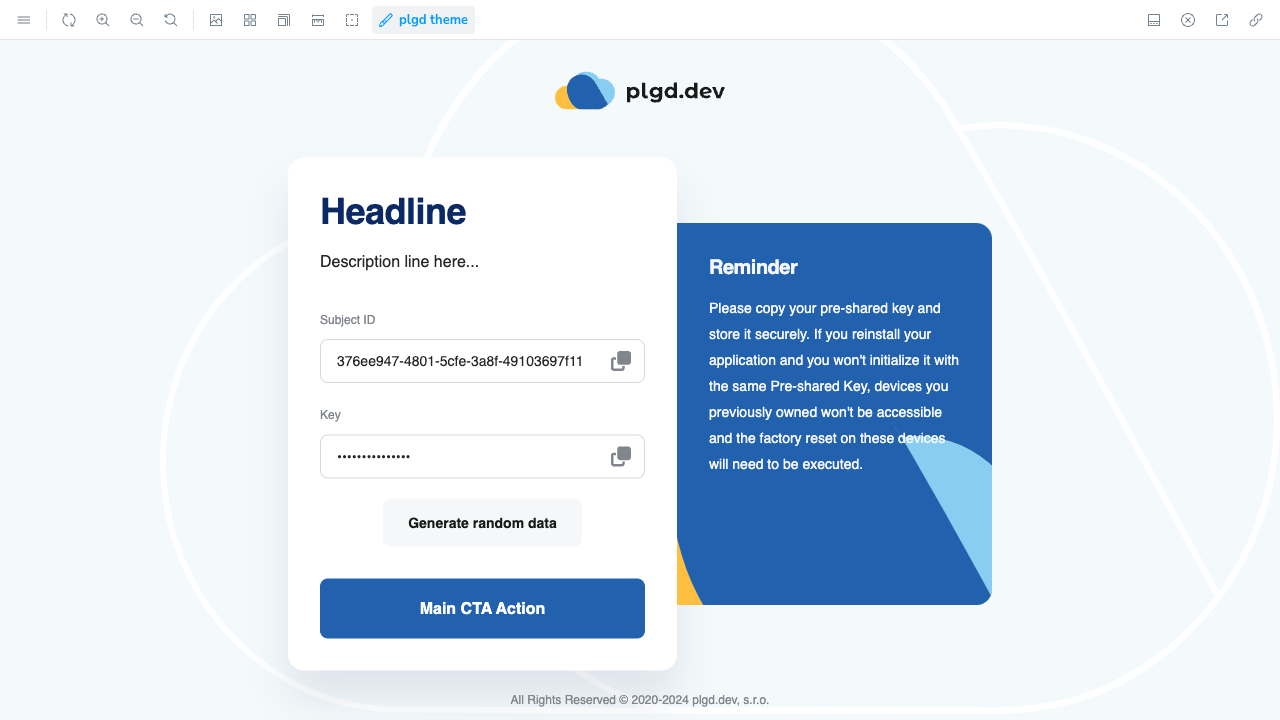 plgd theme
plgd.dev
Headline
Description line here...
Subject ID
376ee947-4801-5cfe-3a8f-49103697f11
Key
•••••••••••••••
Generate random data
Main CTA Action
Reminder
Please copy your pre-shared key and
store it securely. If you reinstall your
application and you won't initialize it with
the same Pre-shared Key, devices you
previously owned won't be accessible
and the factory reset on these devices
will need to be executed.
All Rights Reserved © 2020-2024 plgd.dev, s.r.o.